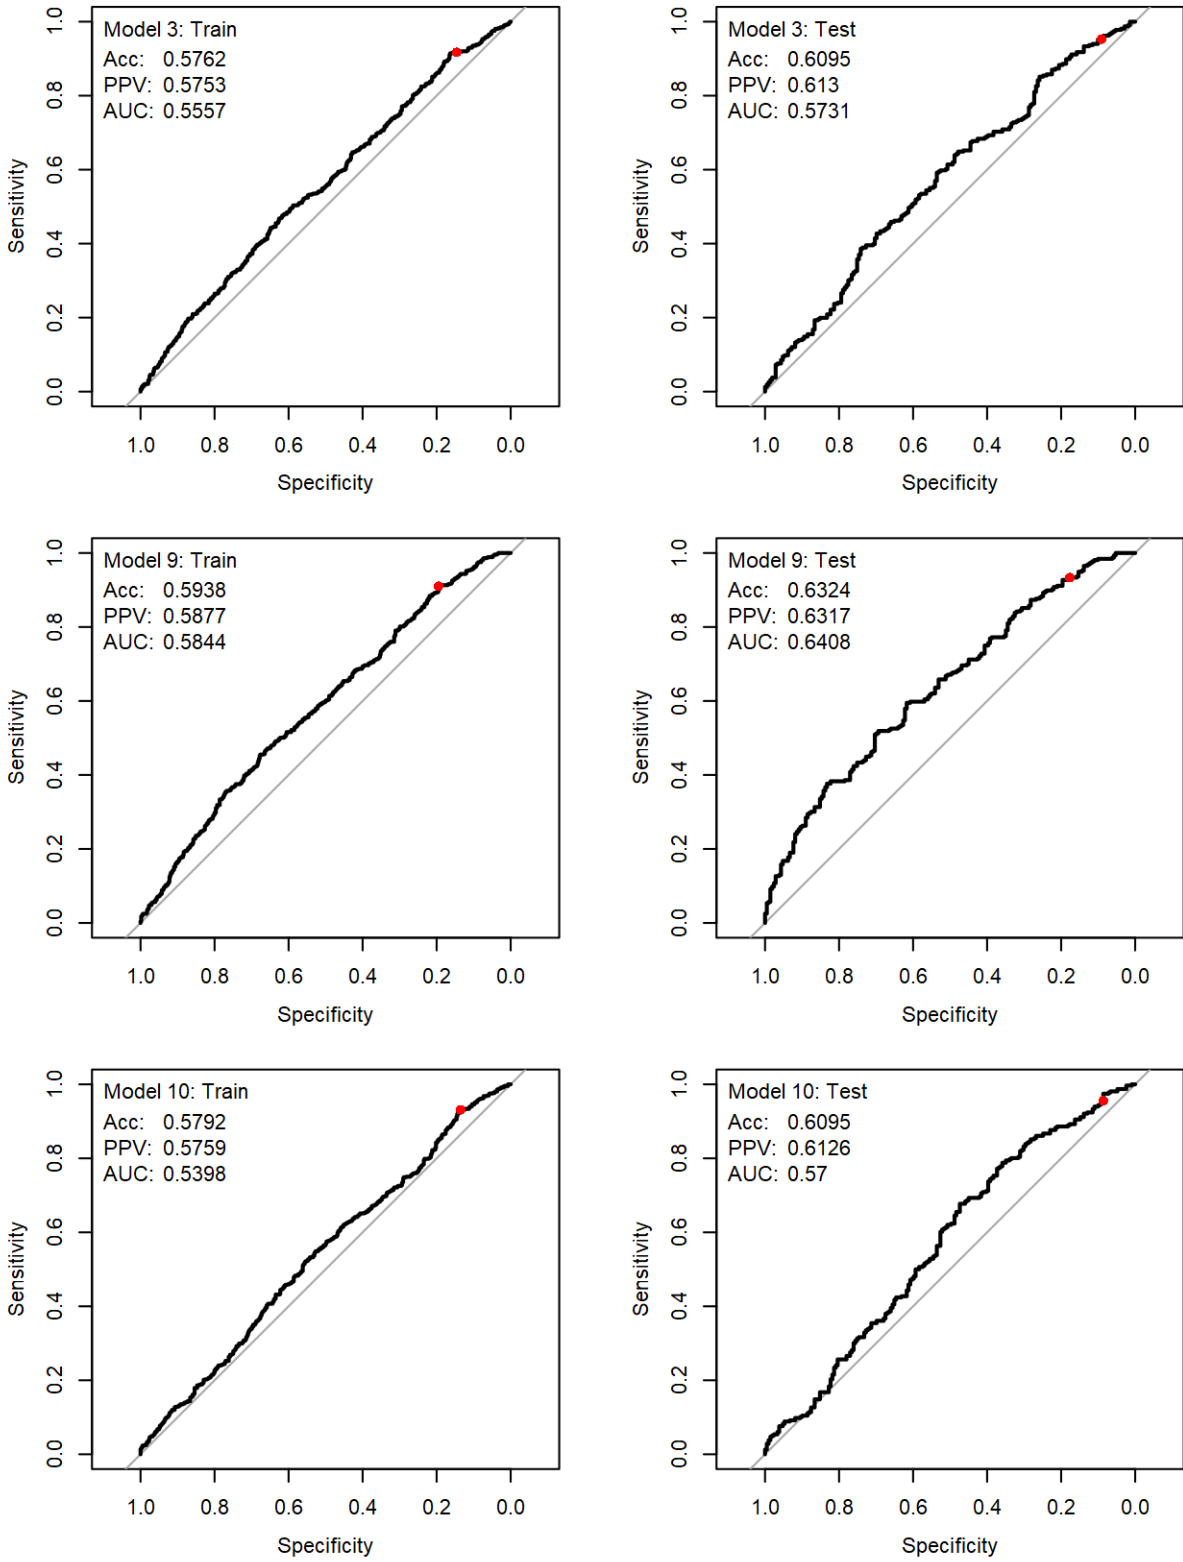 Model 3: Train
Acc: 0.5762
PPV: 0.5753
AUC: 0.5557
Sensitivity
0.0 0.2 0.4 0.6 0.8 1.0
1.0 0.8 0.6 0.4 0.2 0.0
Specificity
Model 3: Test
Acc: 0.6095
PPV: 0.613
AUC: 0.5731
Sensitivity
0.0 0.2 0.4 0.6 0.8 1.0
1.0 0.8 0.6 0.4 0.2 0.0
Specificity
Model 9: Train
Acc: 0.5938
PPV: 0.5877
AUC: 0.5844
Sensitivity
0.0 0.2 0.4 0.6 0.8 1.0
1.0 0.8 0.6 0.4 0.2 0.0
Specificity
Model 9: Test
Acc: 0.6324
PPV: 0.6317
AUC: 0.6408
Sensitivity
0.0 0.2 0.4 0.6 0.8 1.0
1.0 0.8 0.6 0.4 0.2 0.0
Specificity
Model 10: Train
Acc: 0.5792
PPV: 0.5759
AUC: 0.5398
Sensitivity
0.0 0.2 0.4 0.6 0.8 1.0
1.0 0.8 0.6 0.4 0.2 0.0
Specificity
Model 10: Test
Acc: 0.6095
PPV: 0.6126
AUC: 0.57
Sensitivity
0.0 0.2 0.4 0.6 0.8 1.0
1.0 0.8 0.6 0.4 0.2 0.0
Specificity